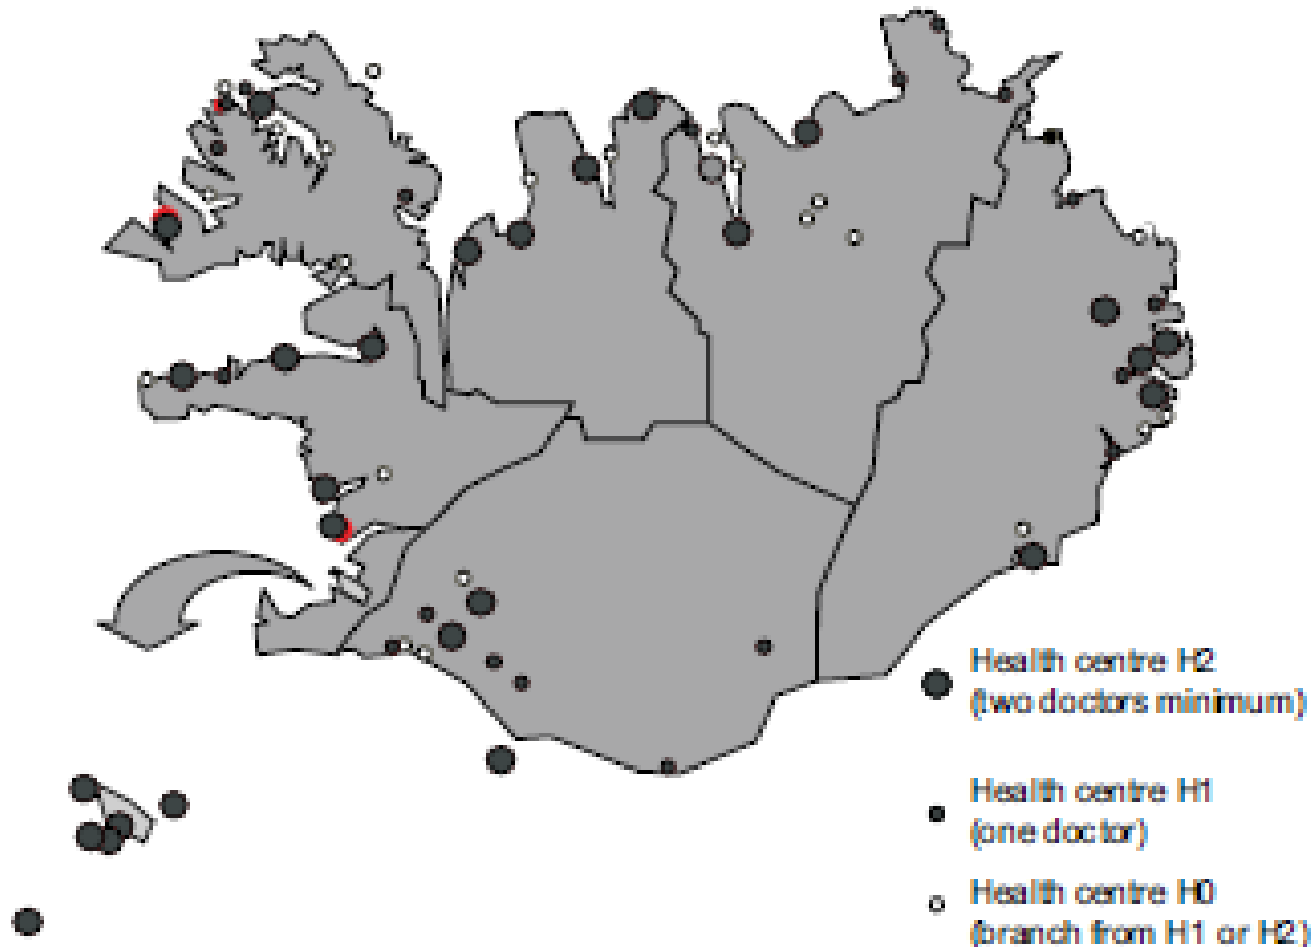 Health centre H2
(two doctors minimum)
Health centre H1
(one doctor)
Health centre H0
(branch from H1 or H2)